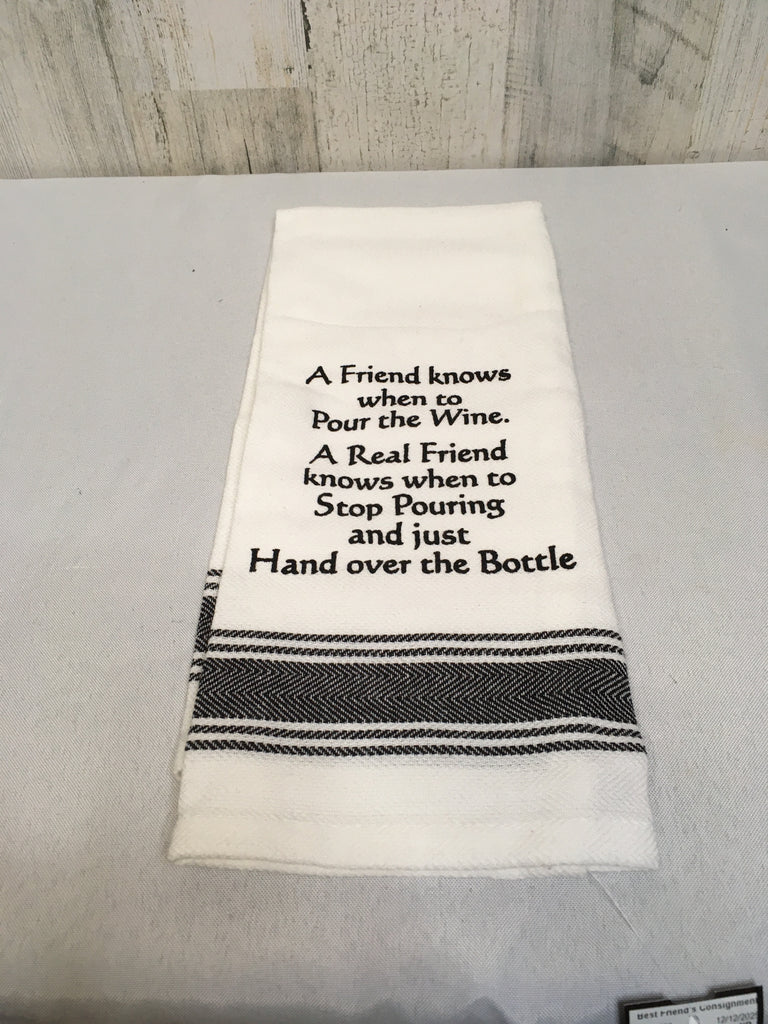 A Friend knows
when to
Pour the Wine.
A Real Friend
knows when to
Stop Pouring
and just
Hand over the Bottle
Best Friend's Consignment